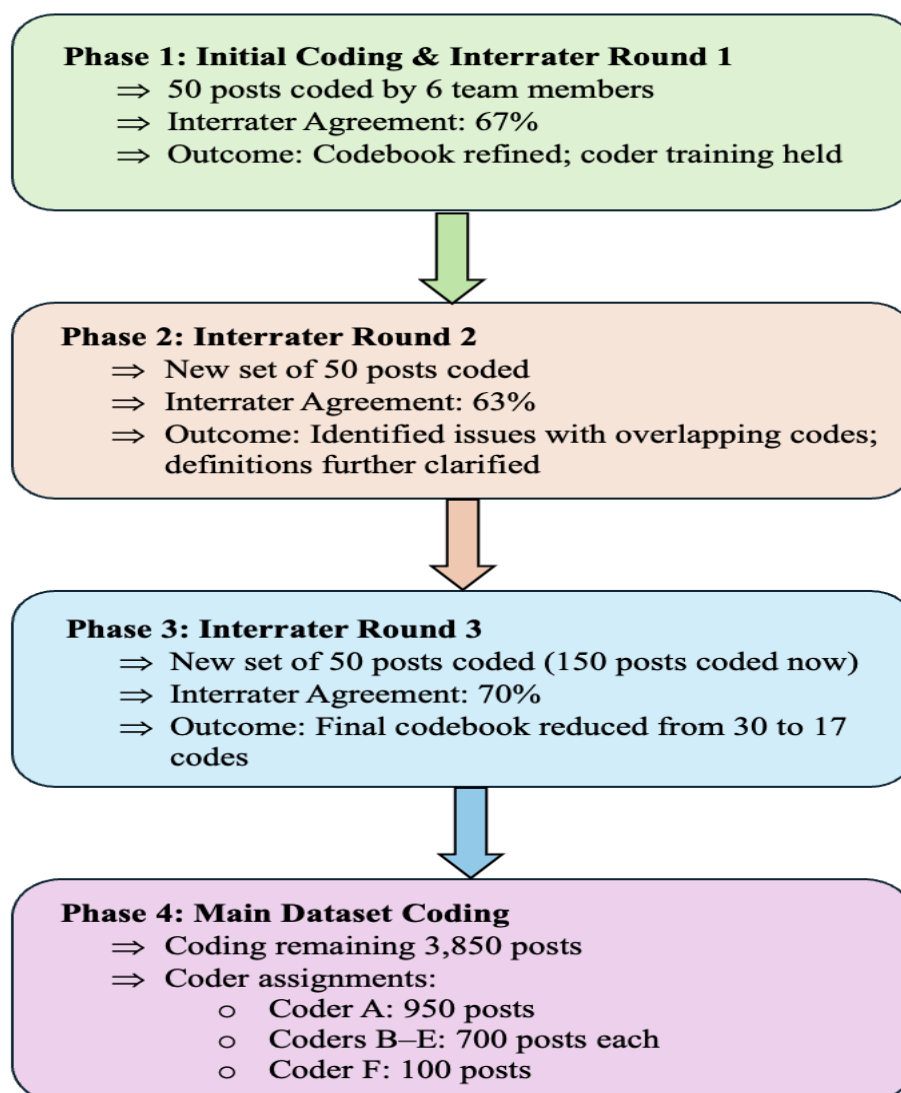 Phase 1: Initial Coding & Interrater Round 1
⇒ 50 posts coded by 6 team members
⇒ Interrater Agreement: 67%
⇒ Outcome: Codebook refined; coder training held
Phase 2: Interrater Round 2
⇒ New set of 50 posts coded
⇒ Interrater Agreement: 63%
⇒ Outcome: Identified issues with overlapping codes;
definitions further clarified
Phase 3: Interrater Round 3
⇒ New set of 50 posts coded (150 posts coded now)
⇒ Interrater Agreement: 70%
⇒ Outcome: Final codebook reduced from 30 to 17
codes
Phase 4: Main Dataset Coding
⇒ Coding remaining 3,850 posts
⇒ Coder assignments:
o Coder A: 950 posts
o Coders B–E: 700 posts each
o Coder F: 100 posts